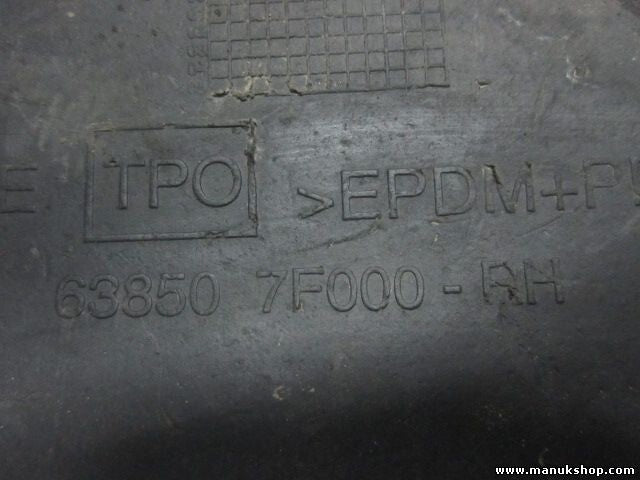 E TPO >EPDM+P
63850 7F000-RH
www.manukshop.com